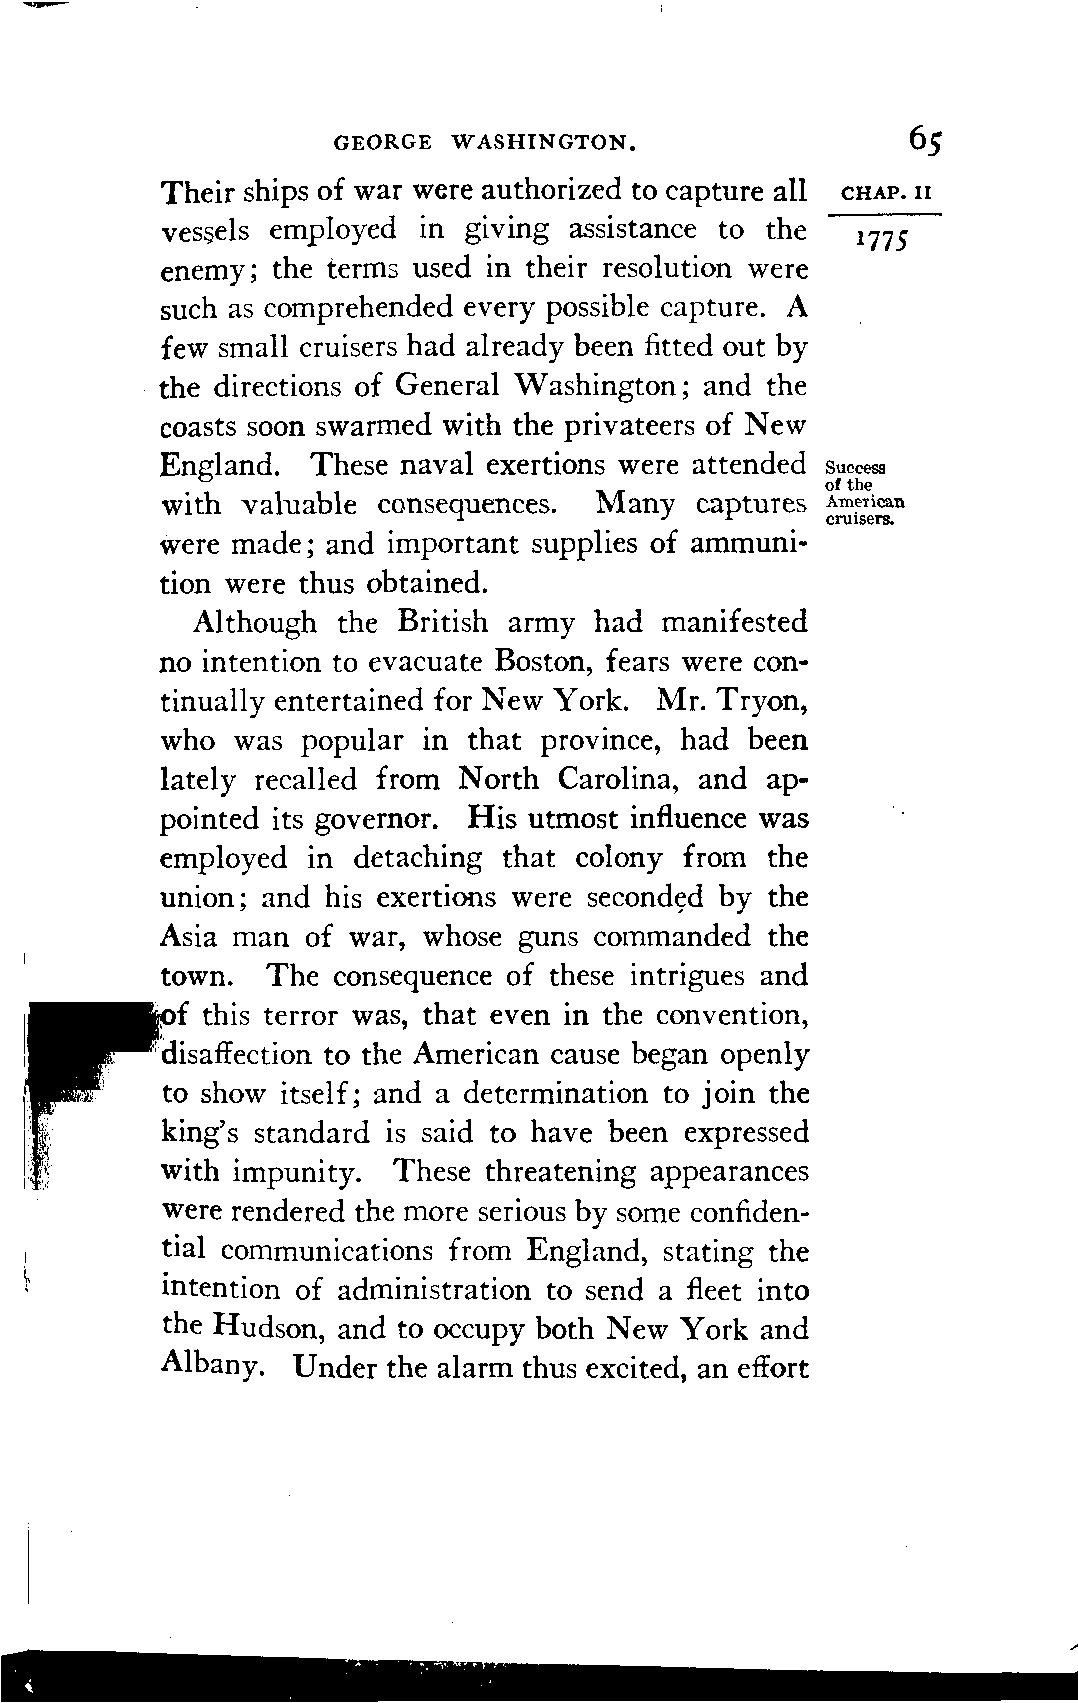 GEORGE WASHINGTON. 65
Their ships of war were authorized to capture all
vessels employed in giving assistance to the
enemy; the terms used in their resolution were
such as comprehended every possible capture. A
few small cruisers had already been fitted out by
the directions of General Washington; and the
coasts soon swarmed with the privateers of New
England. These naval exertions were attended
with valuable consequences. Many captures
were made; and important supplies of ammuni-
tion were thus obtained.
CHAP. II
1775
Success
of the
American
cruisers.
Although the British army had manifested
no intention to evacuate Boston, fears were con-
tinually entertained for New York. Mr. Tryon,
who was popular in that province, had been
lately recalled from North Carolina, and ap-
pointed its governor. His utmost influence was
employed in detaching that colony from the
union; and his exertions were seconded by the
Asia man of war, whose guns commanded the
town. The consequence of these intrigues and
of this terror was, that even in the convention,
disaffection to the American cause began openly
to show itself; and a determination to join the
king's standard is said to have been expressed
with impunity. These threatening appearances
were rendered the more serious by some confiden-
tial communications from England, stating the
intention of administration to send a fleet into
the Hudson, and to occupy both New York and
Albany. Under the alarm thus excited, an effort